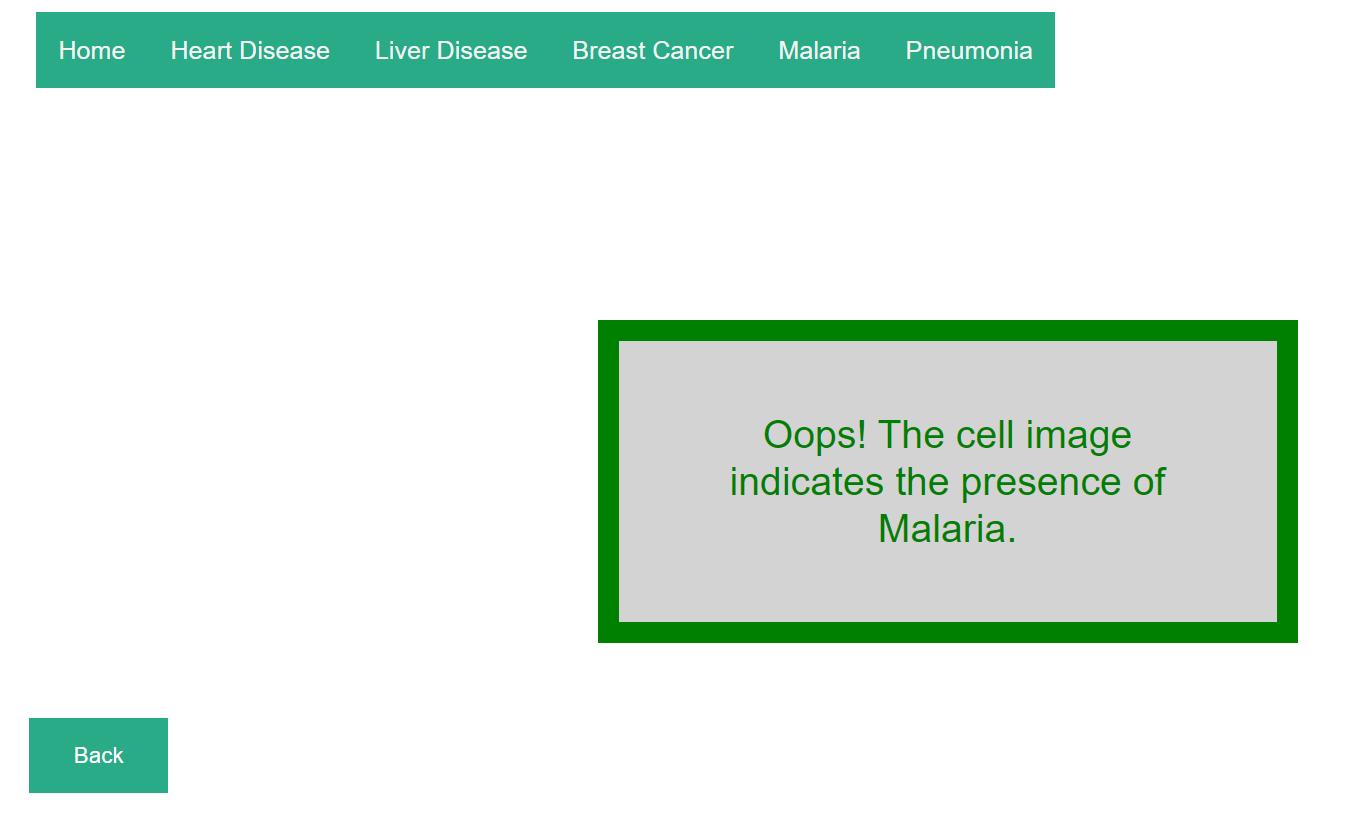 Home Heart Disease Liver Disease Breast Cancer Malaria Pneumonia
Oops! The cell image
indicates the presence of
Malaria.
Back